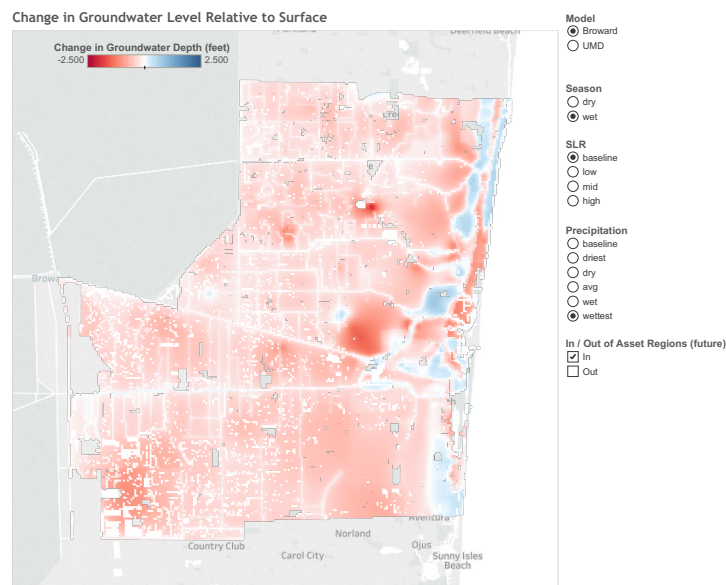 Change in Groundwater Level Relative to Surface
Deerfield Beach
Change in Groundwater Depth (feet)
-2.500
2.500
Model
Broward
UMD
Season
dry
wet
SLR
baseline
low
mid
high
Precipitation
baseline
driest
dry
avg
wet
wettest
In / Out of Asset Regions (future)
In
Out
Browa
Aventura
Norland
Country Club
Ojus
Carol City
Sunny Isles
Beach